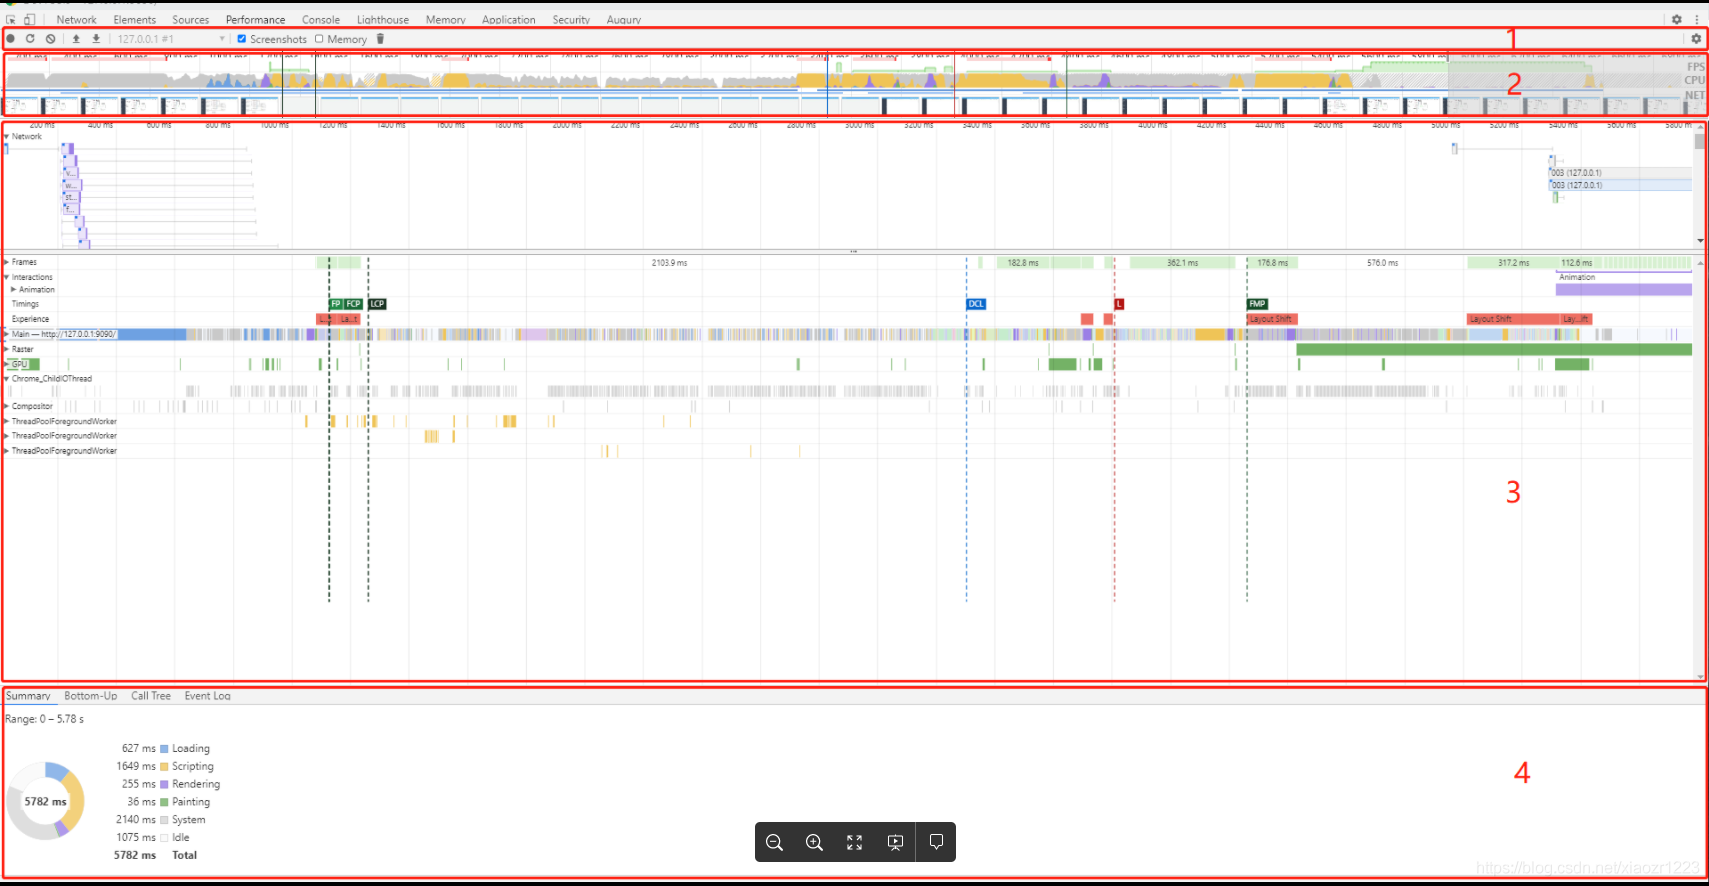 Network Elements Sources Performance Console Lighthouse Memory Application Security Augury
127.0.0.1 #1 Screenshots Memory
1
FPS
CPU
NET
2
200 ms 400 ms 600 ms 800 ms 1000 ms 1200 ms 1400 ms 1600 ms 1800 ms 2000 ms 2200 ms 2400 ms 2600 ms 2800 ms 3000 ms 3200 ms 3400 ms 3600 ms 3800 ms 4000 ms 4200 ms 4400 ms 4600 ms 4800 ms 5000 ms 5200 ms 5400 ms 5600 ms 5800 ms
Network
v...
w...
st...
f...
003 (127.0.0.1)
003 (127.0.0.1)
Frames 2103.9 ms 182.8 ms 362.1 ms 176.8 ms 576.0 ms 317.2 ms 112.6 ms
Interactions Animation
Animation
Timings FP FCP LCP DCL L FMP
Experience L... La...t Layout Shift Layout Shift Lay...ift
Main — http://127.0.0.1:9090/
Raster
GPU
Chrome_ChildIOThread
Compositor
ThreadPoolForegroundWorker
ThreadPoolForegroundWorker
ThreadPoolForegroundWorker
3
Summary Bottom-Up Call Tree Event Log
Range: 0 – 5.78 s
627 ms Loading
1649 ms Scripting
255 ms Rendering
36 ms Painting
2140 ms System
1075 ms Idle
5782 ms Total
5782 ms
4
https://blog.csdn.net/xiaozr1223